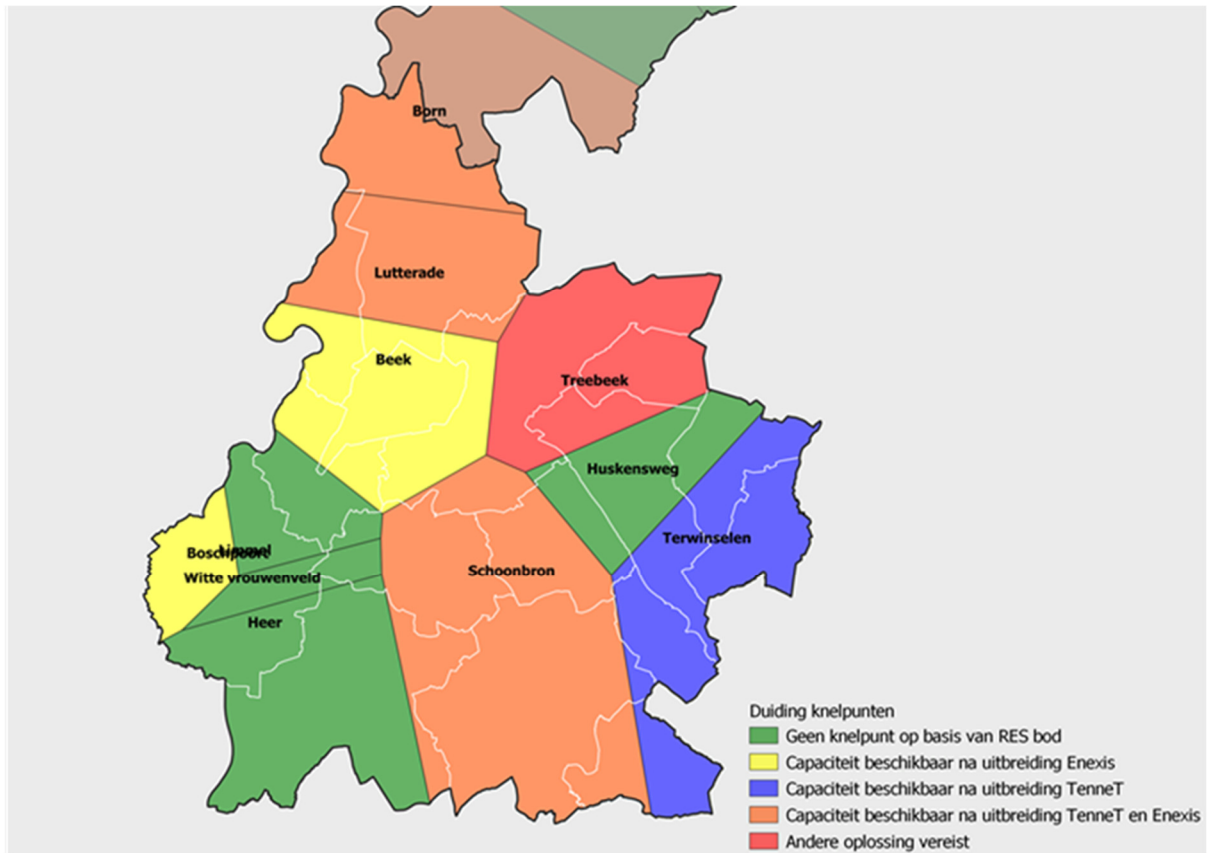 Born
Lutterade
Beek
Treebeek
Huskensweg
Terwinselen
Schoonbron
Limmel
Boschpoort
Witte vrouwenveld
Heer
Duiding knelpunten
Geen knelpunt op basis van RES bod
Capaciteit beschikbaar na uitbreiding Enexis
Capaciteit beschikbaar na uitbreiding TenneT
Capaciteit beschikbaar na uitbreiding TenneT en Enexis
Andere oplossing vereist